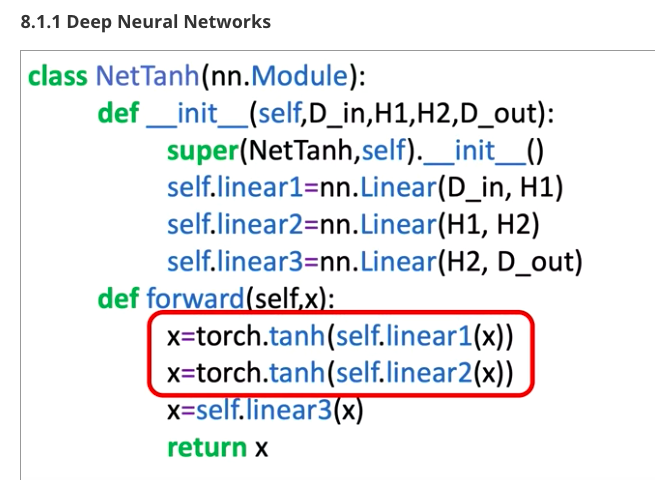 8.1.1 Deep Neural Networks
class NetTanh(nn.Module):
def __init__(self,D_in,H1,H2,D_out):
super(NetTanh,self).__init__()
self.linear1=nn.Linear(D_in, H1)
self.linear2=nn.Linear(H1, H2)
self.linear3=nn.Linear(H2, D_out)
def forward(self,x):
x=torch.tanh(self.linear1(x))
x=torch.tanh(self.linear2(x))
x=self.linear3(x)
return x